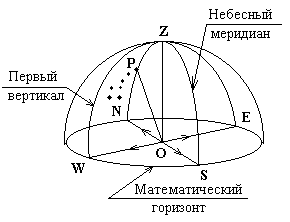 Небесный
меридиан
Z
P
Первый
вертикал
N
E
O
W
S
Математический
горизонт